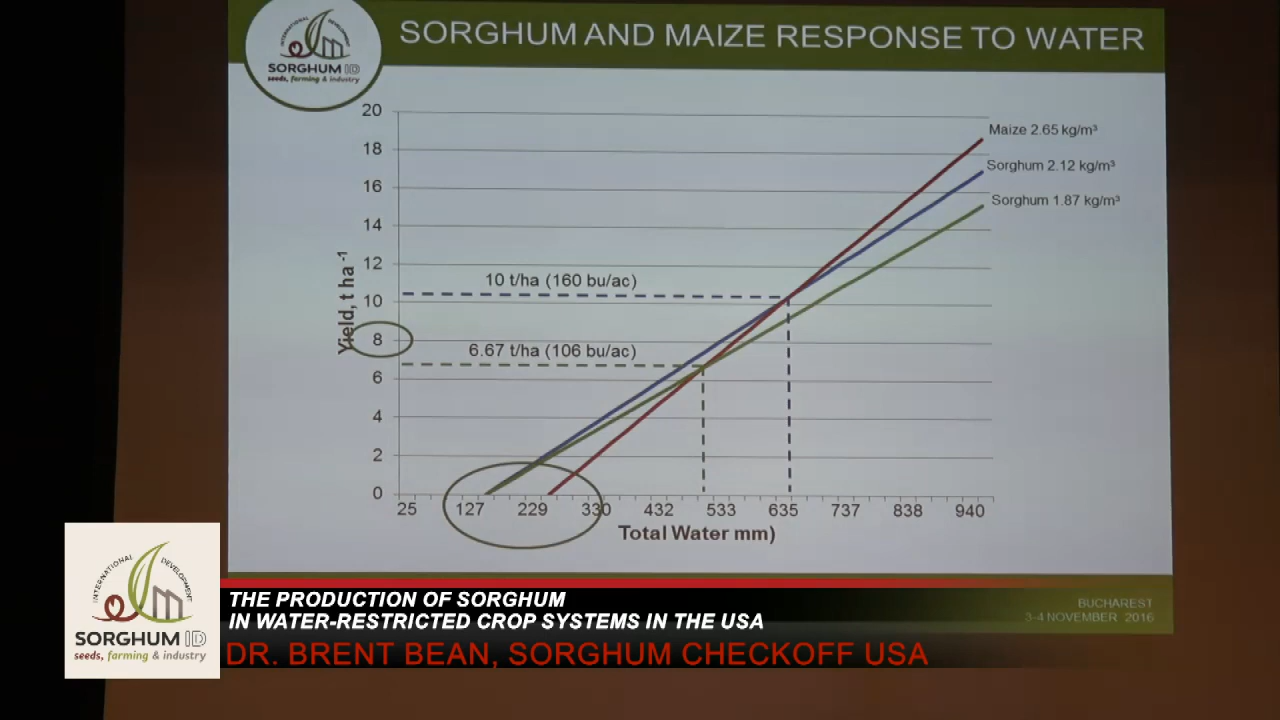 INTERNATIONAL DEVELOPMENT
SORGHUM ID
seeds, farming & industry
SORGHUM AND MAIZE RESPONSE TO WATER
20
18
16
14
12
10
8
6
4
2
0
Yield, t ha⁻¹
Maize 2.65 kg/m³
Sorghum 2.12 kg/m³
Sorghum 1.87 kg/m³
10 t/ha (160 bu/ac)
6.67 t/ha (106 bu/ac)
25 127 229 330 432 533 635 737 838 940
Total Water mm)
BUCHAREST
3-4 NOVEMBER 2016
INTERNATIONAL DEVELOPMENT
SORGHUM ID
seeds, farming & industry
THE PRODUCTION OF SORGHUM
IN WATER-RESTRICTED CROP SYSTEMS IN THE USA
DR. BRENT BEAN, SORGHUM CHECKOFF USA